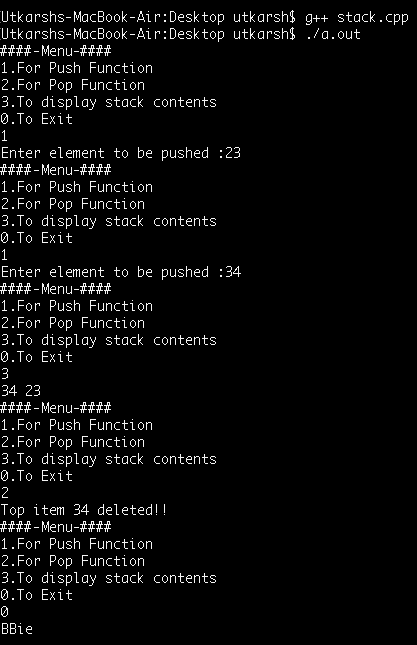 Utkarshs-MacBook-Air:Desktop utkarsh$ g++ stack.cpp
Utkarshs-MacBook-Air:Desktop utkarsh$ ./a.out
####-Menu-####
1.For Push Function
2.For Pop Function
3.To display stack contents
0.To Exit
1
Enter element to be pushed :23
####-Menu-####
1.For Push Function
2.For Pop Function
3.To display stack contents
0.To Exit
1
Enter element to be pushed :34
####-Menu-####
1.For Push Function
2.For Pop Function
3.To display stack contents
0.To Exit
3
34 23
####-Menu-####
1.For Push Function
2.For Pop Function
3.To display stack contents
0.To Exit
2
Top item 34 deleted!!
####-Menu-####
1.For Push Function
2.For Pop Function
3.To display stack contents
0.To Exit
0
BBie